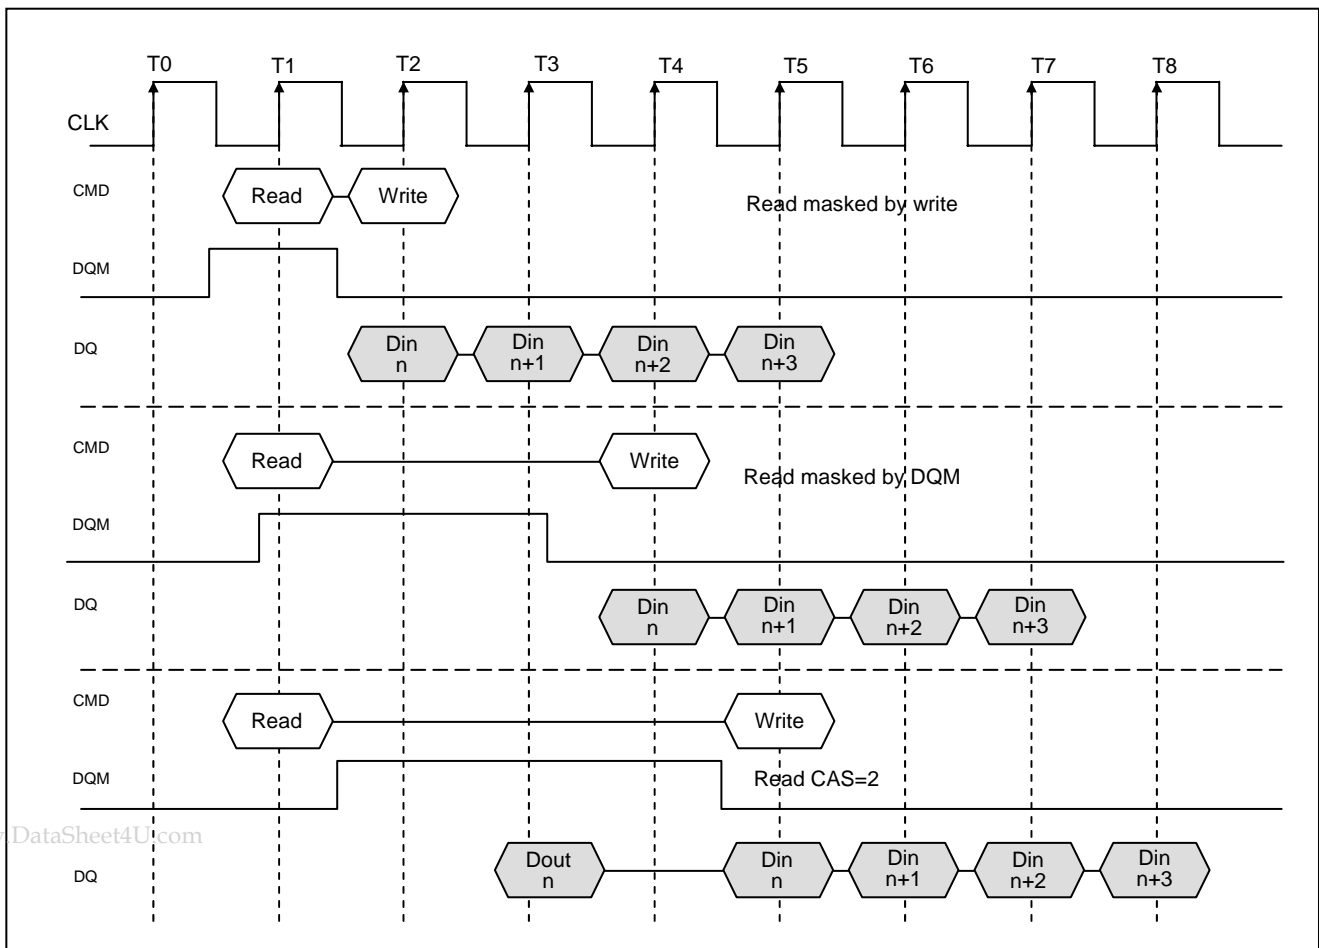 T0 T1 T2 T3 T4 T5 T6 T7 T8
CLK
CMD
Read
Write
Read masked by write
DQM
DQ
Din
n
Din
n+1
Din
n+2
Din
n+3
CMD
Read
Write
Read masked by DQM
DQM
DQ
Din
n
Din
n+1
Din
n+2
Din
n+3
CMD
Read
Write
DQM
Read CAS=2
.DataSheet4U.com
DQ
Dout
n
Din
n
Din
n+1
Din
n+2
Din
n+3